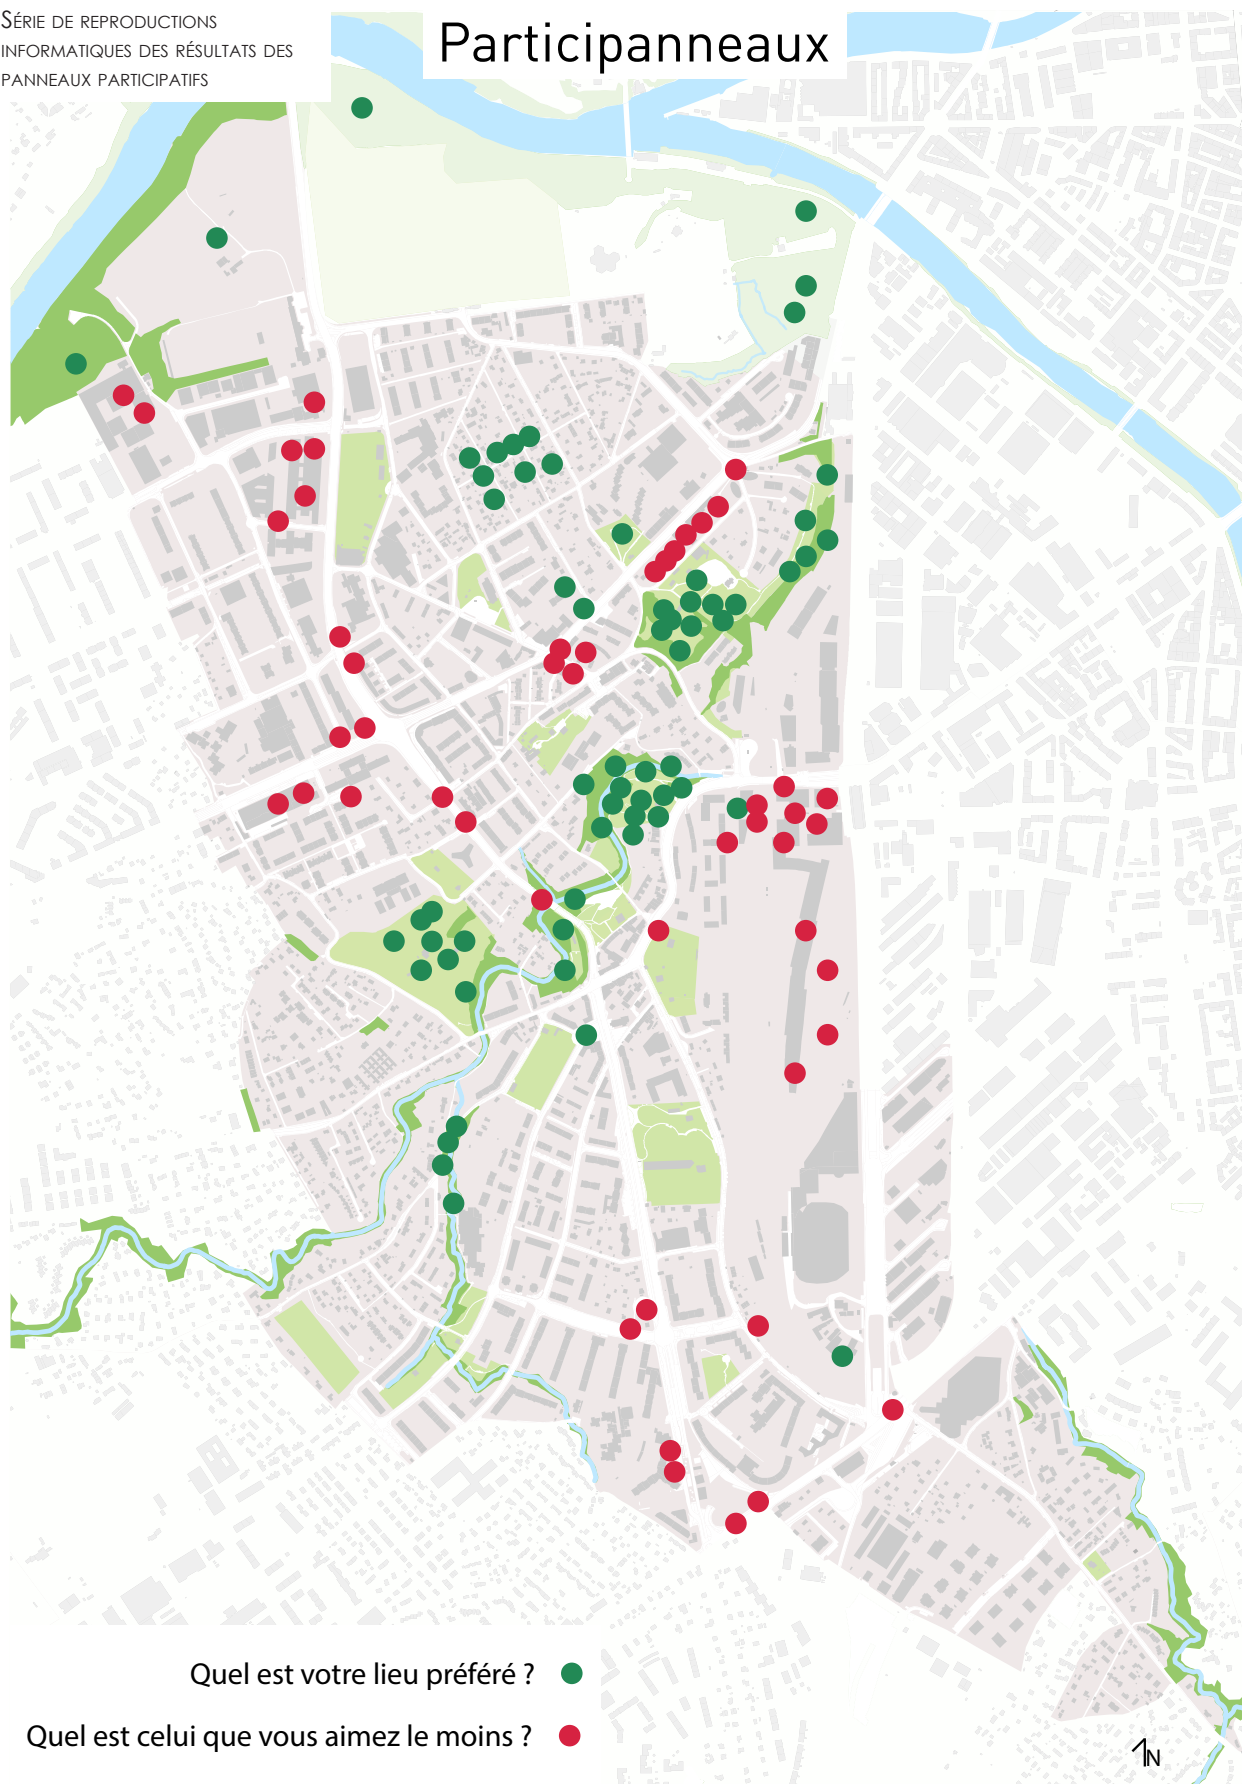 SÉRIE DE REPRODUCTIONS
INFORMATIQUES DES RÉSULTATS DES
PANNEAUX PARTICIPATIFS
Participanneaux
Quel est votre lieu préféré ?
Quel est celui que vous aimez le moins ?
N